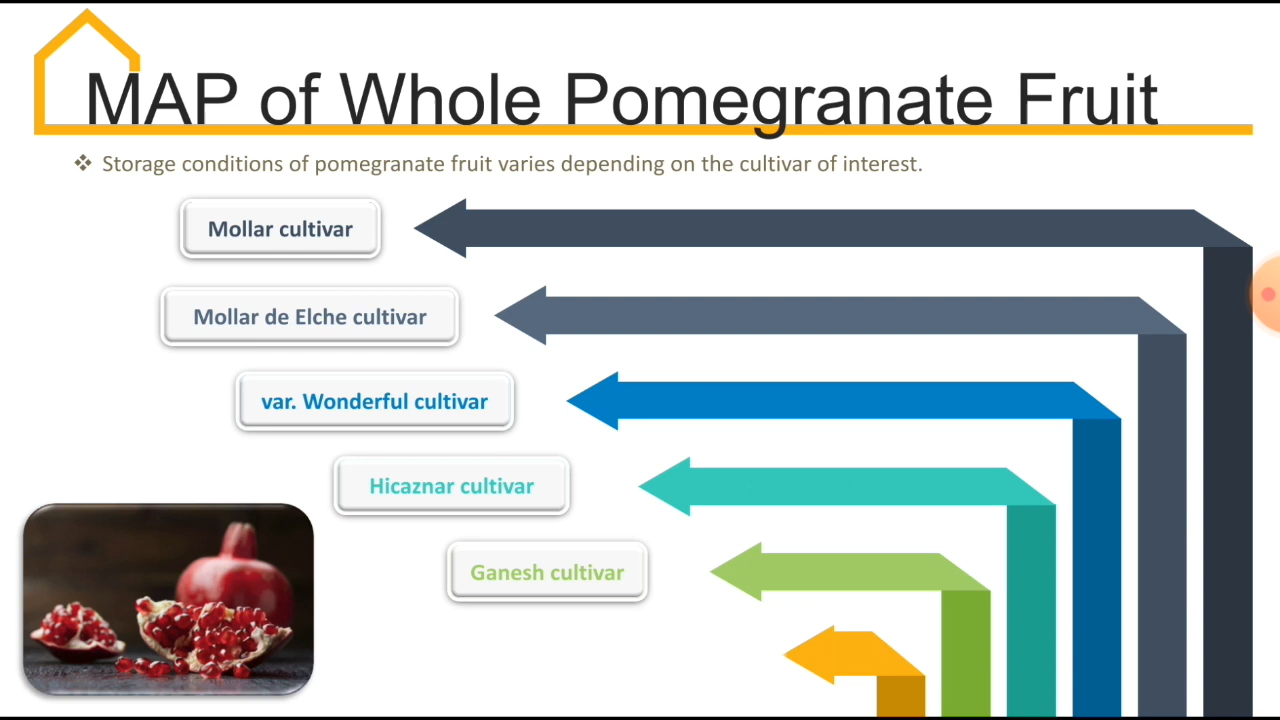 MAP of Whole Pomegranate Fruit
❖ Storage conditions of pomegranate fruit varies depending on the cultivar of interest.
Mollar cultivar
Mollar de Elche cultivar
var. Wonderful cultivar
Hicaznar cultivar
Ganesh cultivar